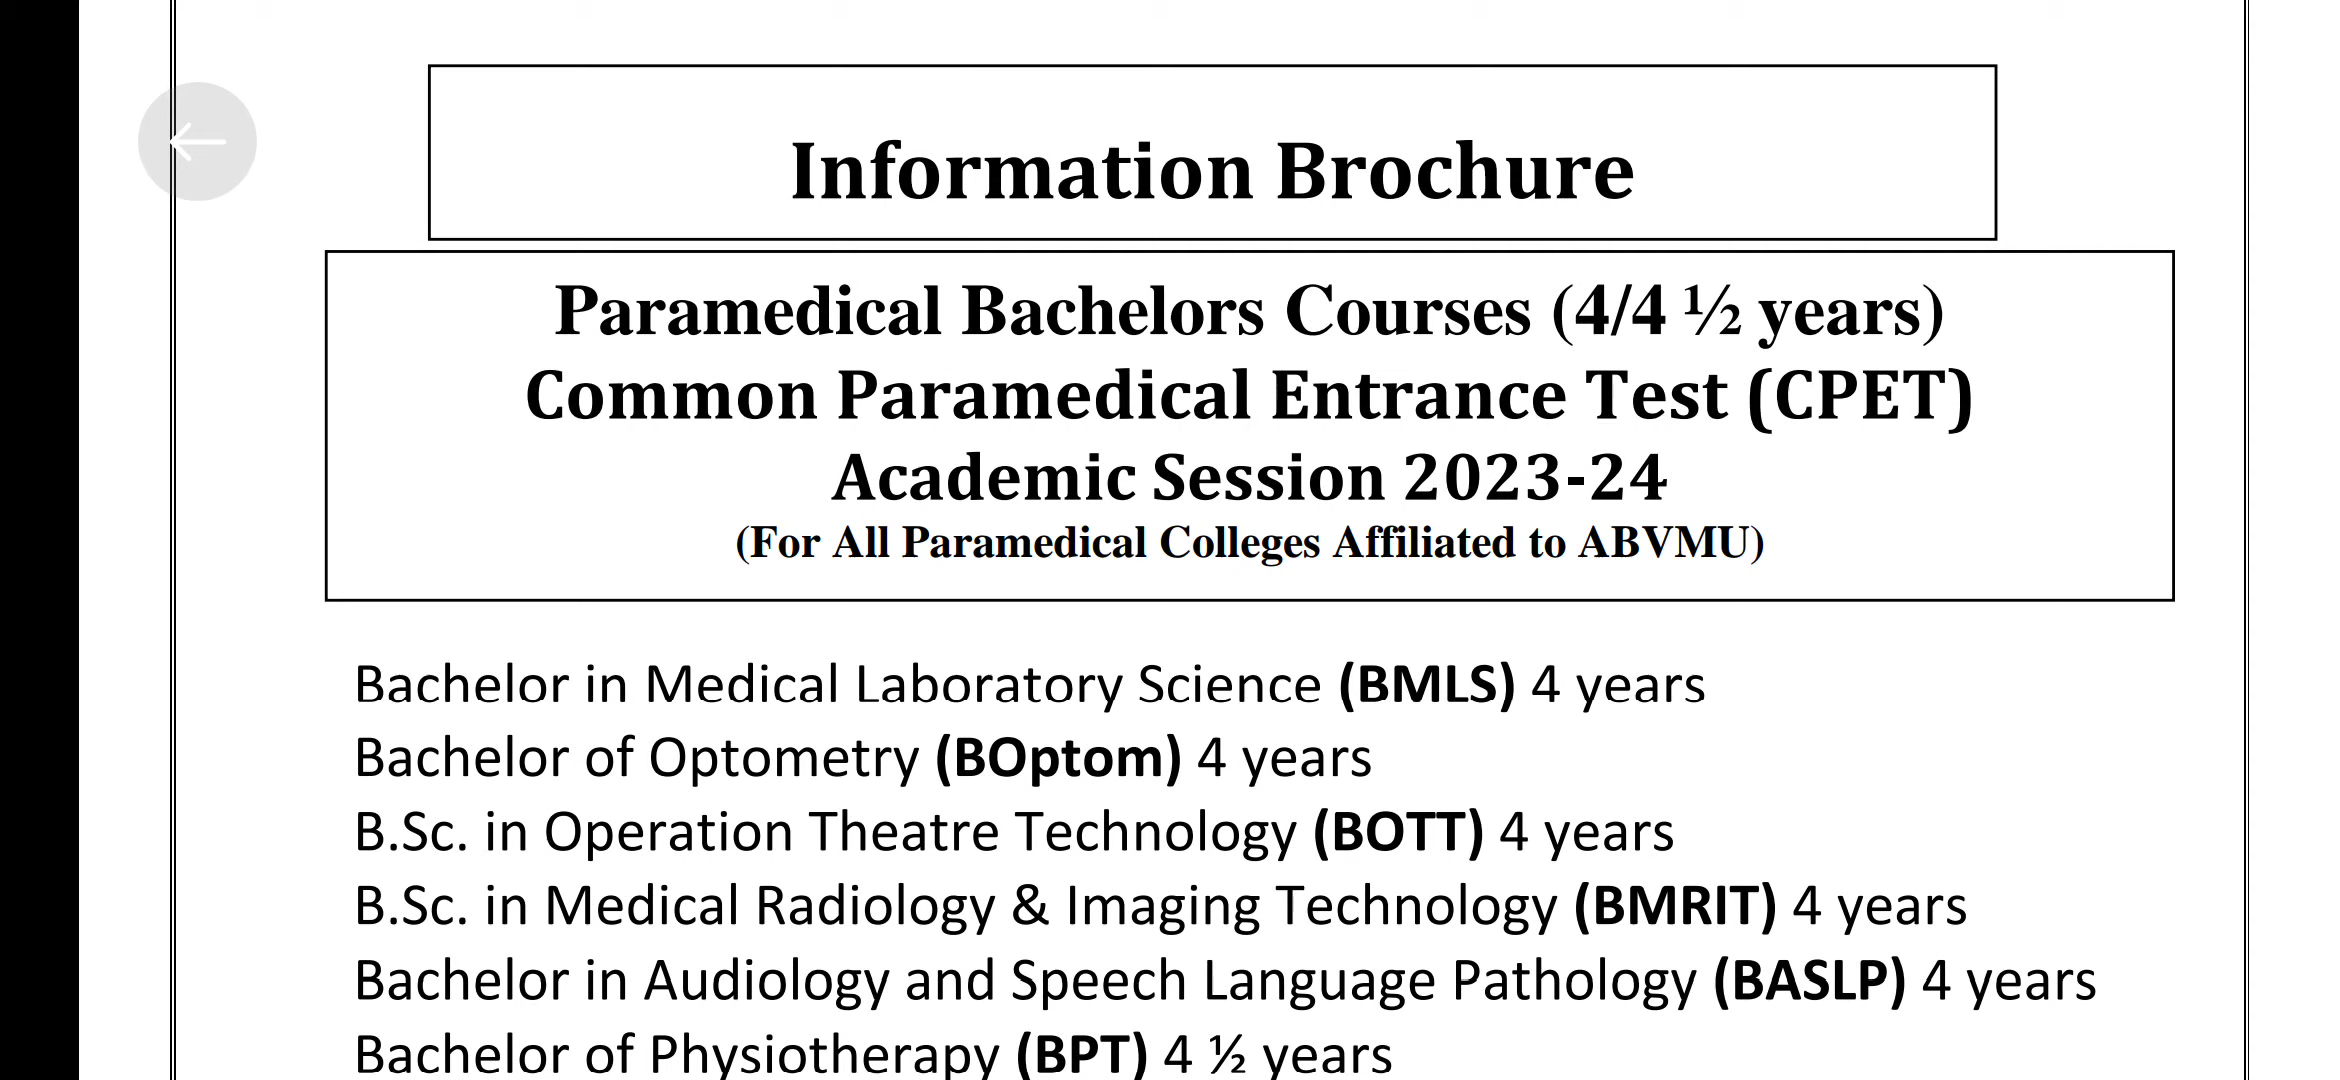 Information Brochure
Paramedical Bachelors Courses (4/4 ½ years)
Common Paramedical Entrance Test (CPET)
Academic Session 2023-24
(For All Paramedical Colleges Affiliated to ABVMU)
Bachelor in Medical Laboratory Science (BMLS) 4 years
Bachelor of Optometry (BOptom) 4 years
B.Sc. in Operation Theatre Technology (BOTT) 4 years
B.Sc. in Medical Radiology & Imaging Technology (BMRIT) 4 years
Bachelor in Audiology and Speech Language Pathology (BASLP) 4 years
Bachelor of Physiotherapy (BPT) 4 ½ years